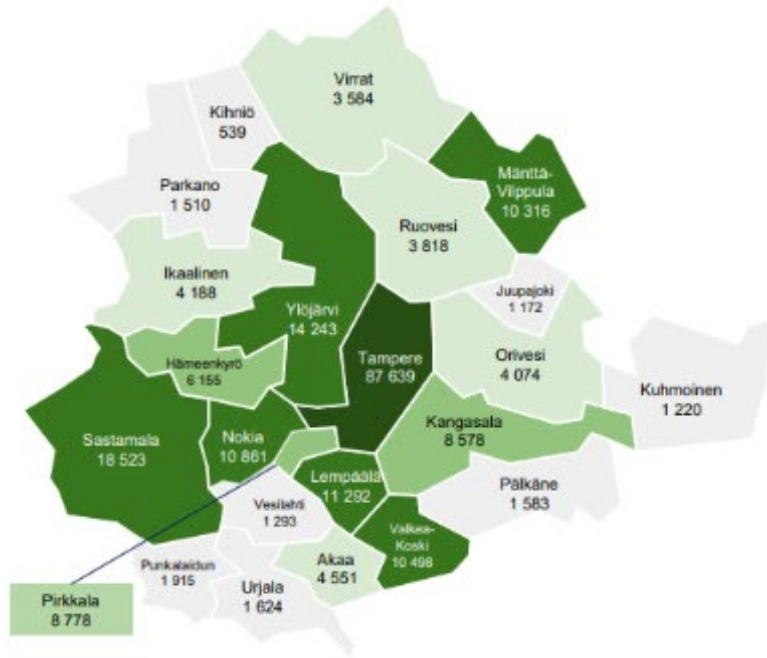 Virrat
3 584
Kihniö
539
Mänttä-
Vilppula
10 316
Parkano
1 510
Ruovesi
3 818
Ikaalinen
4 188
Juupajoki
1 172
Ylöjärvi
14 243
Tampere
87 639
Orivesi
4 074
Hämeenkyrö
6 155
Kuhmoinen
1 220
Kangasala
8 578
Sastamala
18 523
Nokia
10 861
Lempäälä
11 292
Pälkäne
1 583
Vesilahti
1 293
Valkea-
Koski
10 498
Akaa
4 551
Punkalaidun
1 915
Urjala
1 624
Pirkkala
8 778